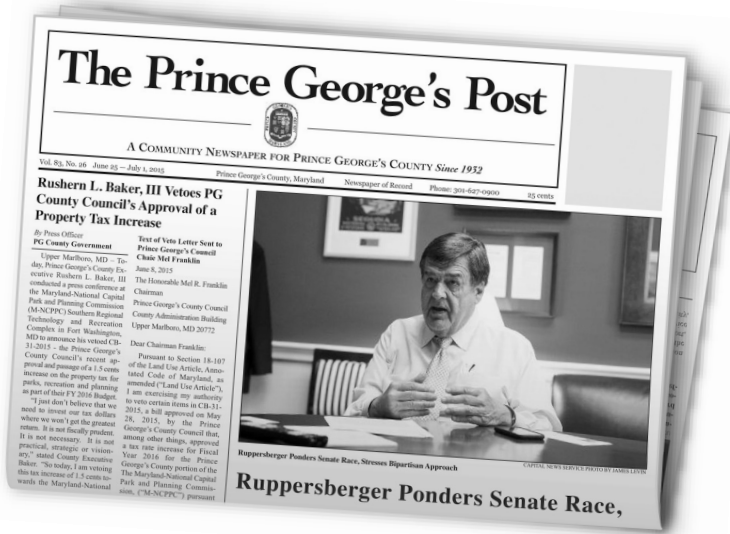 The Prince George's Post
A COMMUNITY NEWSPAPER FOR PRINCE GEORGE'S COUNTY Since 1932
Vol. 83, No. 26 June 25 — July 1, 2015
Prince George's County, Maryland
Newspaper of Record
Phone: 301-627-0900
25 cents
Rushern L. Baker, III Vetoes PG
County Council's Approval of a
Property Tax Increase
By Press Officer
PG County Government
Upper Marlboro, MD – To-
day, Prince George's County Ex-
ecutive Rushern L. Baker, III
conducted a press conference at
the Maryland-National Capital
Park and Planning Commission
(M-NCPPC) Southern Regional
Technology and Recreation
Complex in Fort Washington,
MD to announce his vetoed CB-
31-2015 - the Prince George's
County Council's recent ap-
proval and passage of a 1.5 cents
increase on the property tax for
parks, recreation and planning
as part of their FY 2016 Budget.
"I just don't believe that we
need to invest our tax dollars
where we won't get the greatest
return. It is not fiscally prudent.
It is not necessary. It is not
practical, strategic or vision-
ary," stated County Executive
Baker. "So today, I am vetoing
this tax increase of 1.5 cents to-
wards the Maryland-National
Text of Veto Letter Sent to
Prince George's Council
Chaie Mel Franklin
June 8, 2015
The Honorable Mel R. Franklin
Chairman
Prince George's County Council
County Administration Building
Upper Marlboro, MD 20772
Dear Chairman Franklin:
Pursuant to Section 18-107
of the Land Use Article, Anno-
tated Code of Maryland, as
amended ("Land Use Article"),
I am exercising my authority
to veto certain items in CB-31-
2015, a bill approved on May
28, 2015, by the Prince
George's County Council that,
among other things, approved
a tax rate increase for Fiscal
Year 2016 for the Prince
George's County portion of the
The Maryland-National Capital
Park and Planning Commis-
sion, ("M-NCPPC") pursuant
Ruppersberger Ponders Senate Race, Stresses Bipartisan Approach
CAPITAL NEWS SERVICE PHOTO BY JAMES LEVIN
Ruppersberger Ponders Senate Race,